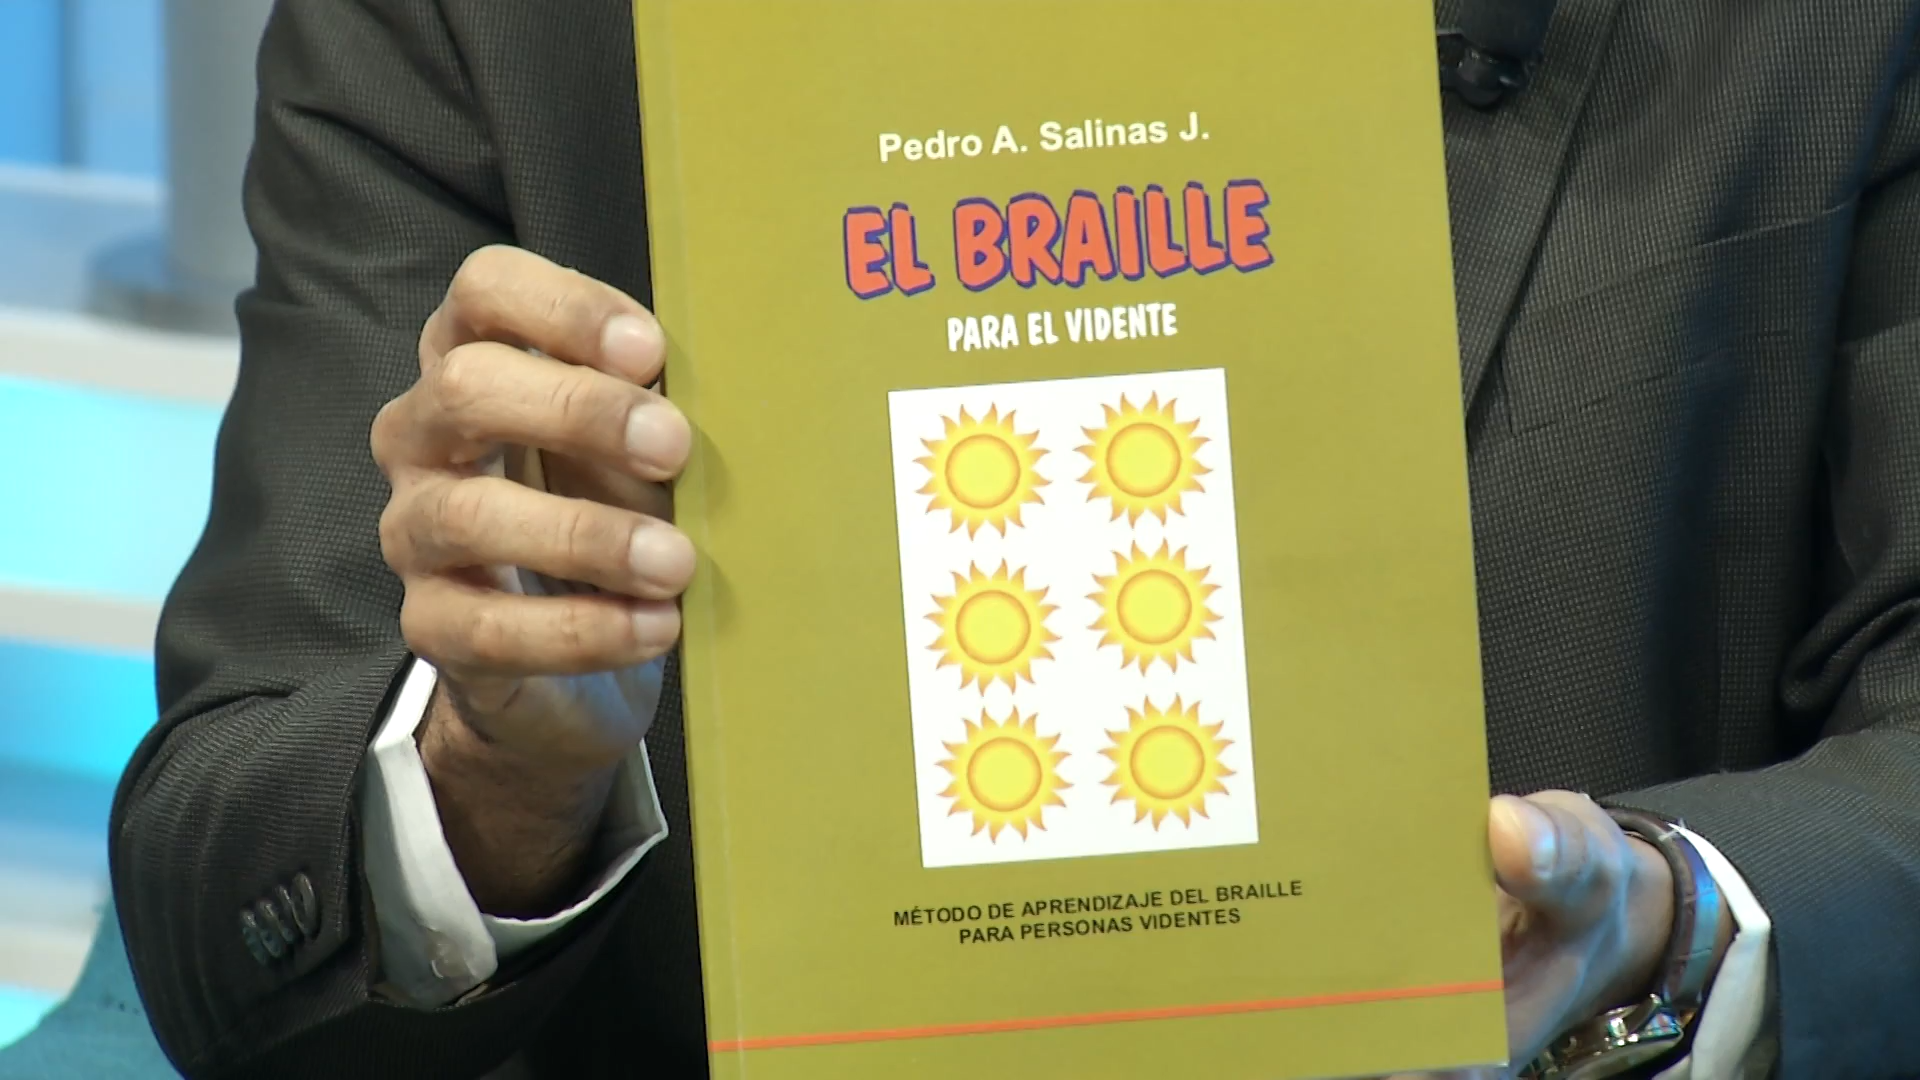 Pedro A. Salinas J.
EL BRAILLE
PARA EL VIDENTE
MÉTODO DE APRENDIZAJE DEL BRAILLE
PARA PERSONAS VIDENTES